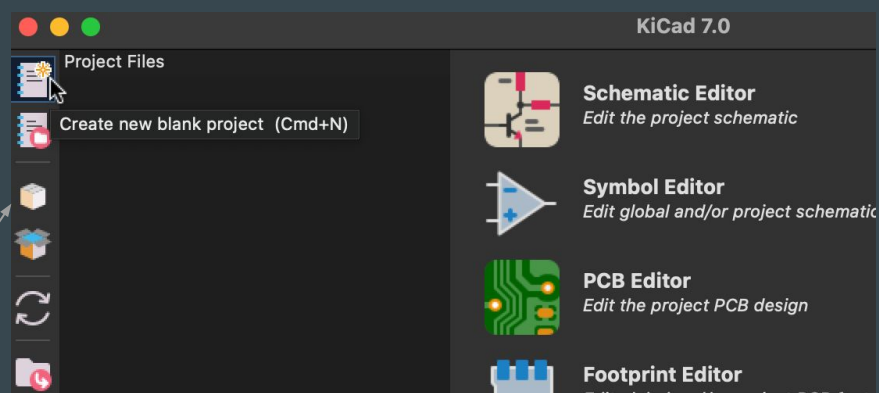 KiCad 7.0
Project Files
Create new blank project (Cmd+N)
Schematic Editor
Edit the project schematic
Symbol Editor
Edit global and/or project schematic
PCB Editor
Edit the project PCB design
Footprint Editor